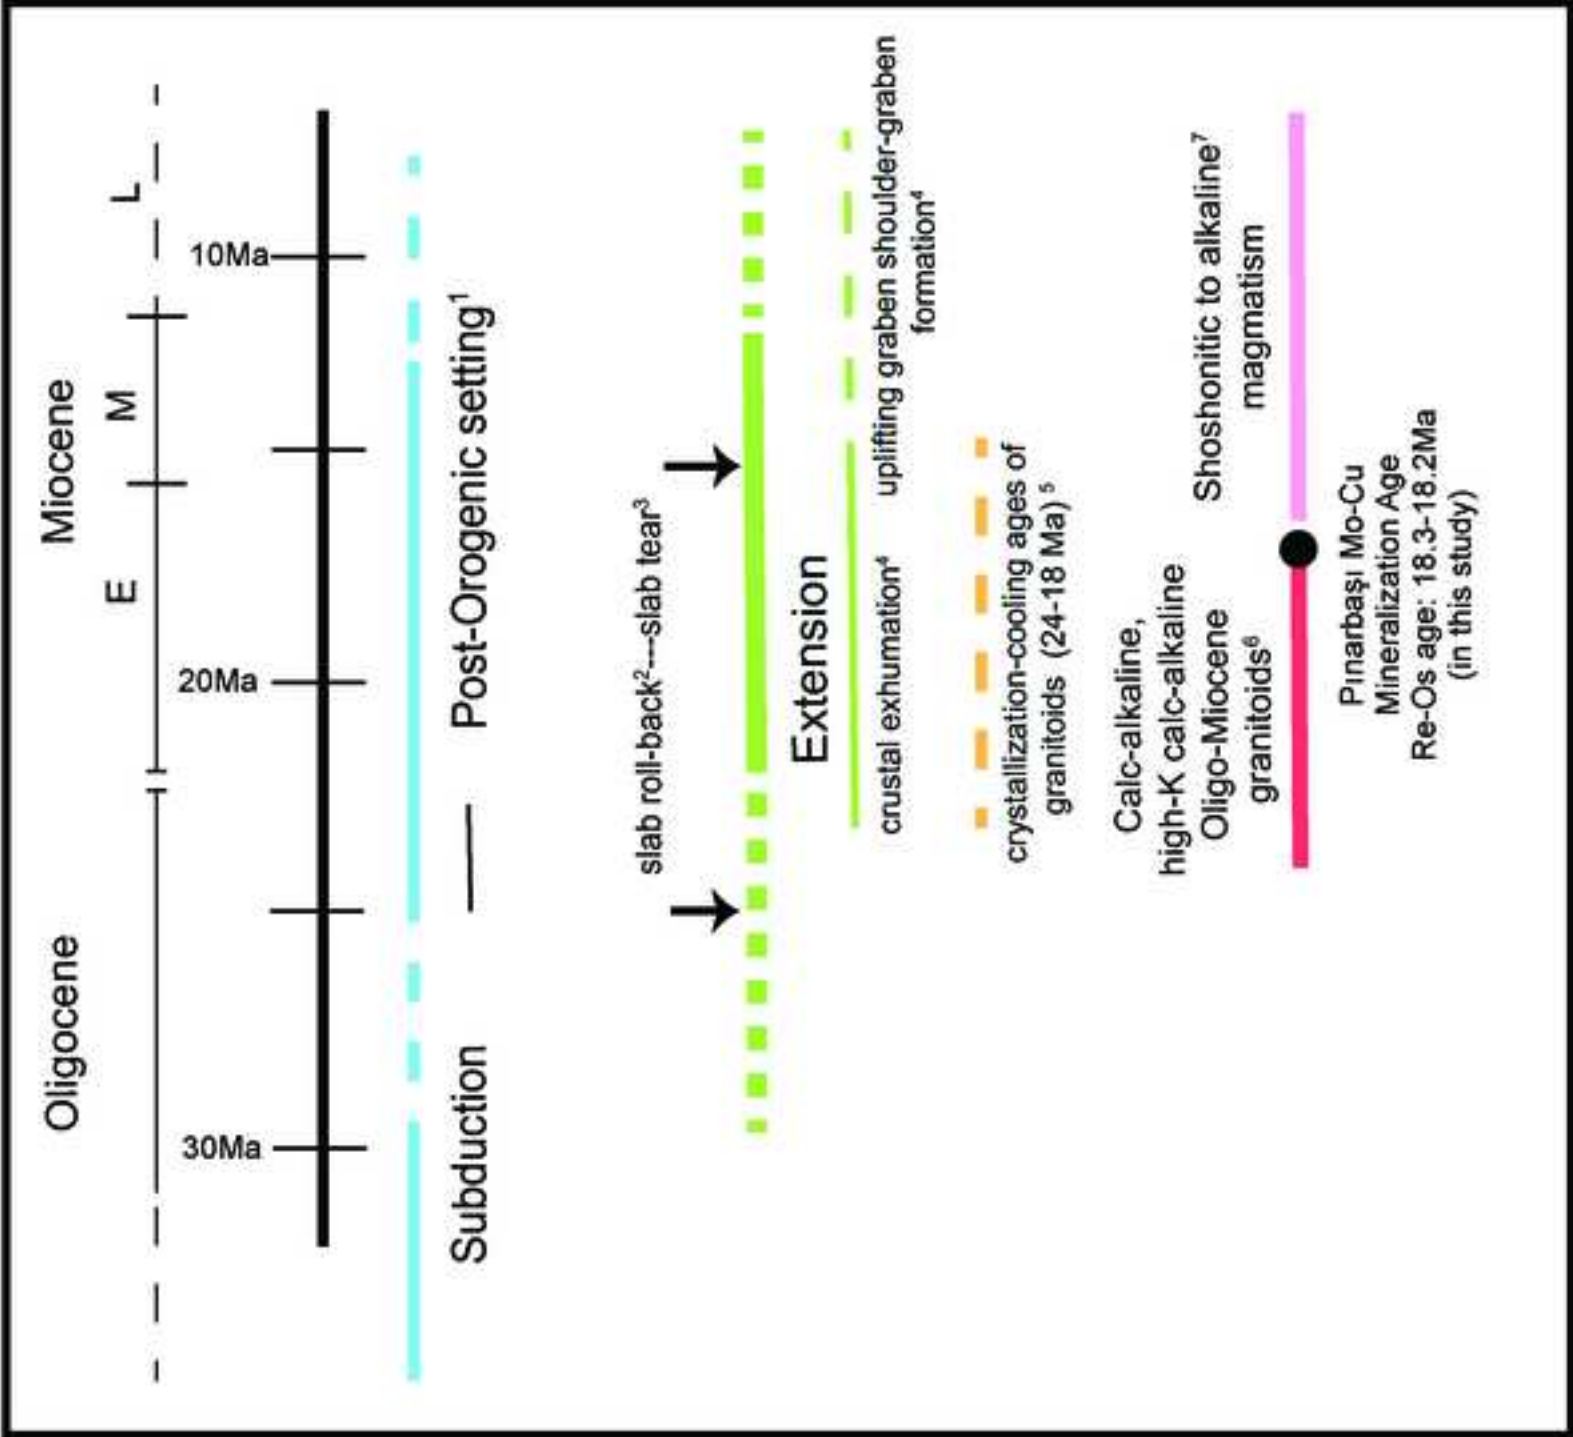 Oligocene
Miocene
E
M
L
30Ma
20Ma
10Ma
Subduction
Post-Orogenic setting¹
slab roll-back²---slab tear³
Extension
crustal exhumation⁴
uplifting graben shoulder-graben
formation⁴
crystallization-cooling ages of
granitoids (24-18 Ma) ⁵
Calc-alkaline,
high-K calc-alkaline
Oligo-Miocene
granitoids⁶
Shoshonitic to alkaline⁷
magmatism
Pınarbaşı Mo-Cu
Mineralization Age
Re-Os age: 18.3-18.2Ma
(in this study)